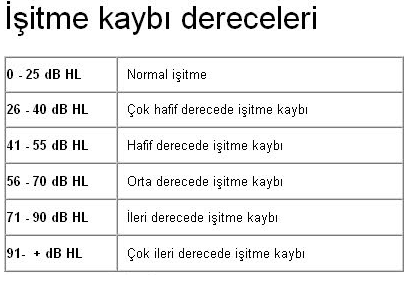 İşitme kaybı dereceleri
0 - 25 dB HL Normal işitme
26 - 40 dB HL Çok hafif derecede işitme kaybı
41 - 55 dB HL Hafif derecede işitme kaybı
56 - 70 dB HL Orta derecede işitme kaybı
71 - 90 dB HL İleri derecede işitme kaybı
91- + dB HL Çok ileri derecede işitme kaybı